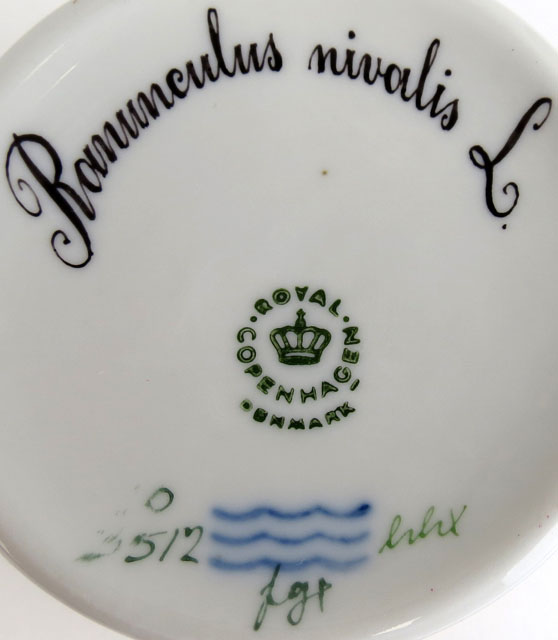 Ranunculus nivalis L.
ROYAL
COPENHAGEN
DENMARK
3512